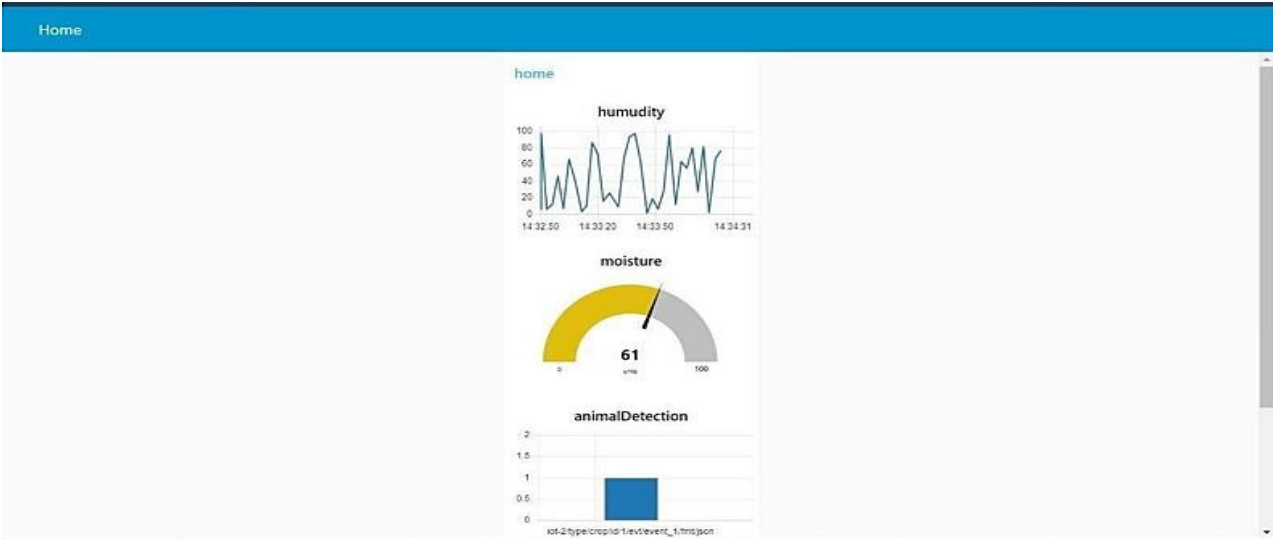 Home
home
humudity
100
80
60
40
20
0
14:32:50 14:33:20 14:33:50 14:34:31
moisture
61
0 100
animalDetection
2
1.5
1
0.5
0
iot-2/type/crop/id/1/evt/event_1/fmt/json